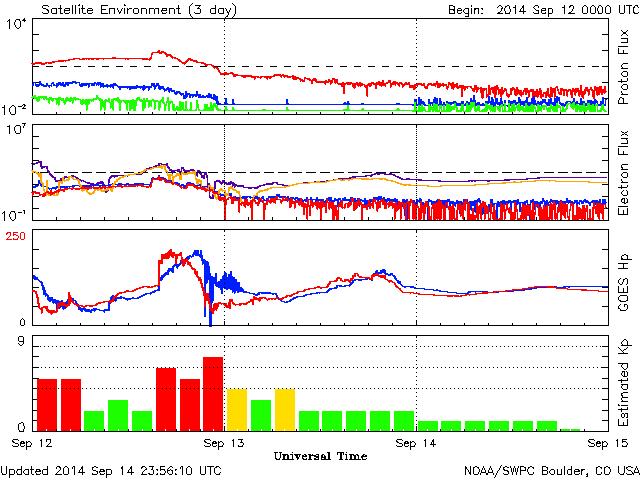 Satellite Environment (3 day) Begin: 2014 Sep 12 0000 UTC
10^4
10^-2
Proton Flux
10^7
10^-1
Electron Flux
250
0
GOES Hp
9
0
Estimated Kp
Sep 12 Sep 13 Sep 14 Sep 15
Universal Time
Updated 2014 Sep 14 23:56:10 UTC NOAA/SWPC Boulder, CO USA